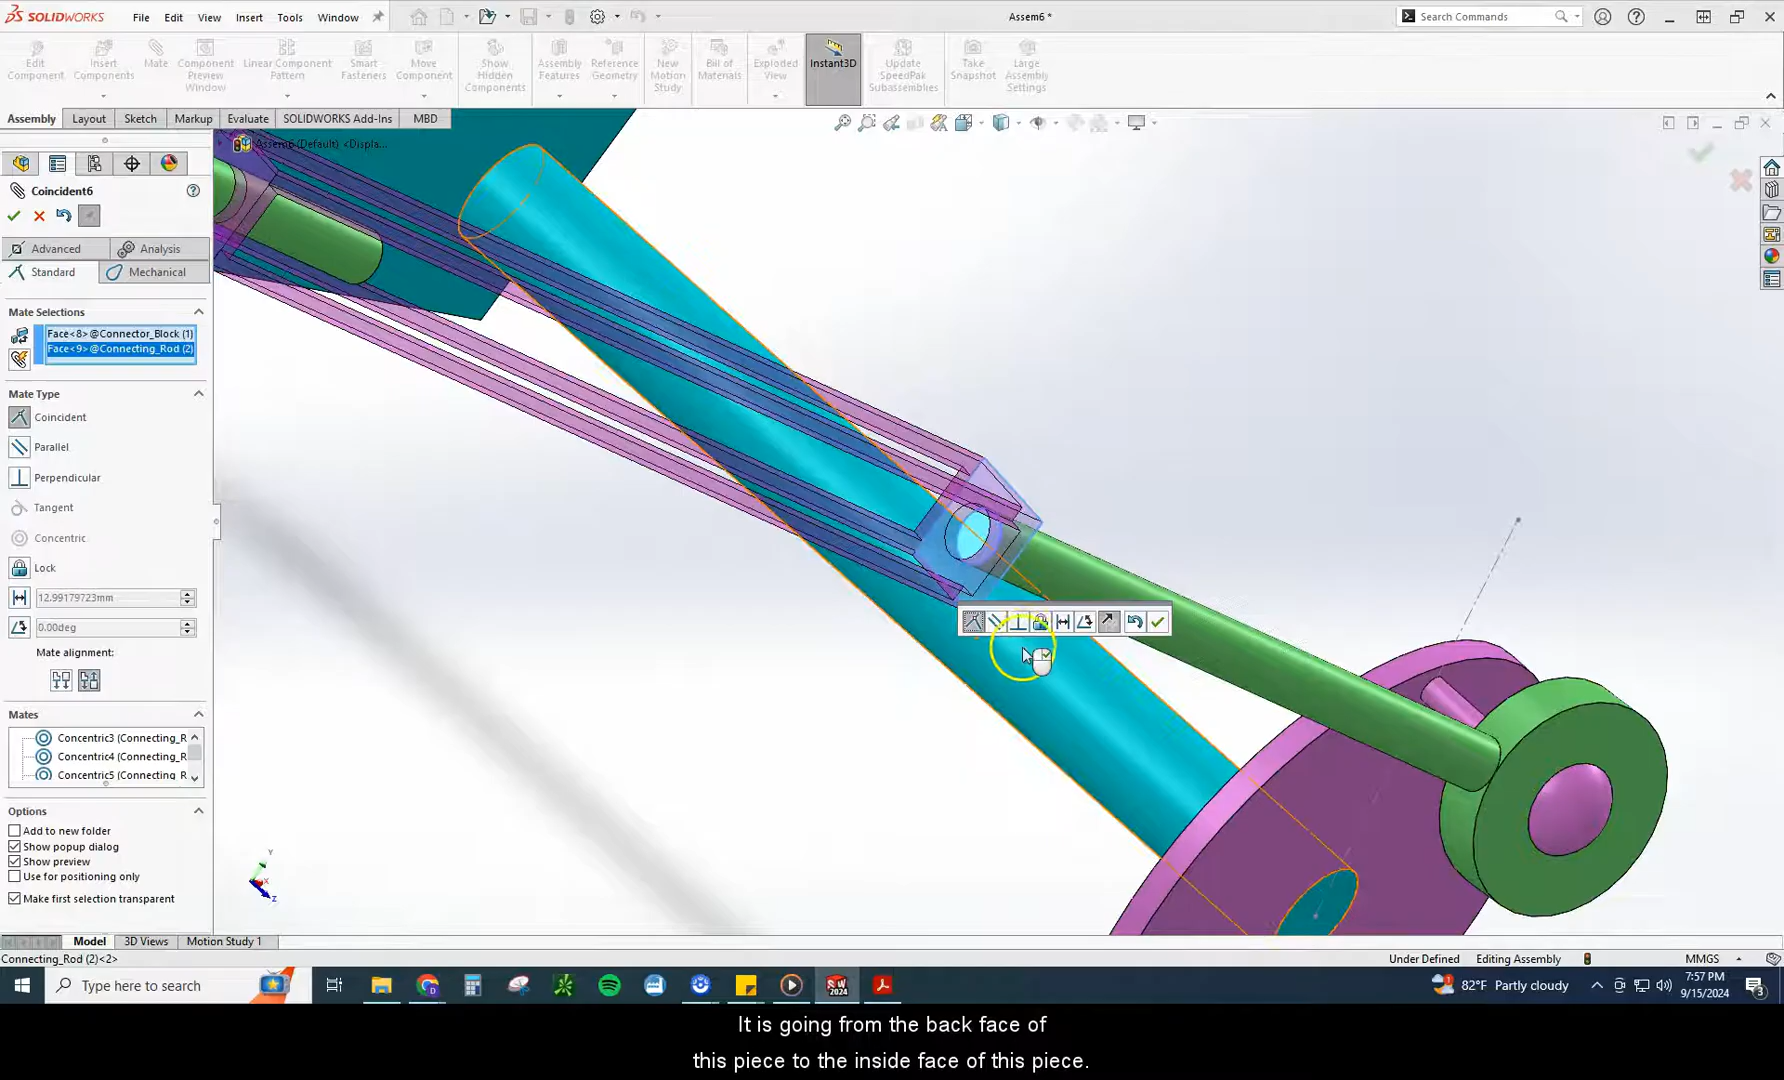 SOLIDWORKS File Edit View Insert Tools Window Assem6 * Search Commands
Edit Component
Insert Components
Mate
Component Preview Window
Linear Component Pattern
Smart Fasteners
Move Component
Show Hidden Components
Assembly Features
Reference Geometry
New Motion Study
Bill of Materials
Exploded View
Instant3D
Update SpeedPak Subassemblies
Take Snapshot
Large Assembly Settings
Assembly Layout Sketch Markup Evaluate SOLIDWORKS Add-Ins MBD
Assem6 (Default) <Displa...
Coincident6
Advanced Analysis
Standard Mechanical
Mate Selections
Face<8>@Connector_Block (1)
Face<9>@Connecting_Rod (2)
Mate Type
Coincident
Parallel
Perpendicular
Tangent
Concentric
Lock
12.99179723mm
0.00deg
Mate alignment:
Mates
Concentric3 (Connecting_R
Concentric4 (Connecting_R
Concentric5 (Connecting_R
Options
Add to new folder
Show popup dialog
Show preview
Use for positioning only
Make first selection transparent
Y
X
Z
Model 3D Views Motion Study 1
Connecting_Rod (2)<2> Under Defined Editing Assembly MMGS
Type here to search
SW 2024
82°F Partly cloudy
7:57 PM
9/15/2024
3
It is going from the back face of
this piece to the inside face of this piece.